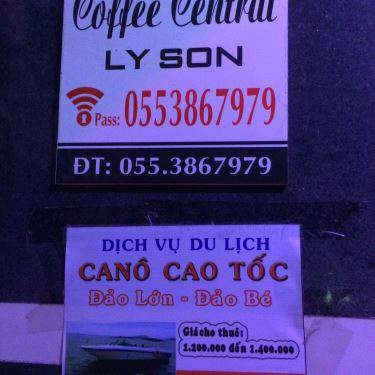 Coffee Central
LY SON
Pass: 0553867979
ĐT: 055.3867979
DỊCH VỤ DU LỊCH
CANÔ CAO TỐC
Đảo Lớn - Đảo Bé
Giá cho thuê:
1.200.000 đến 1.400.000